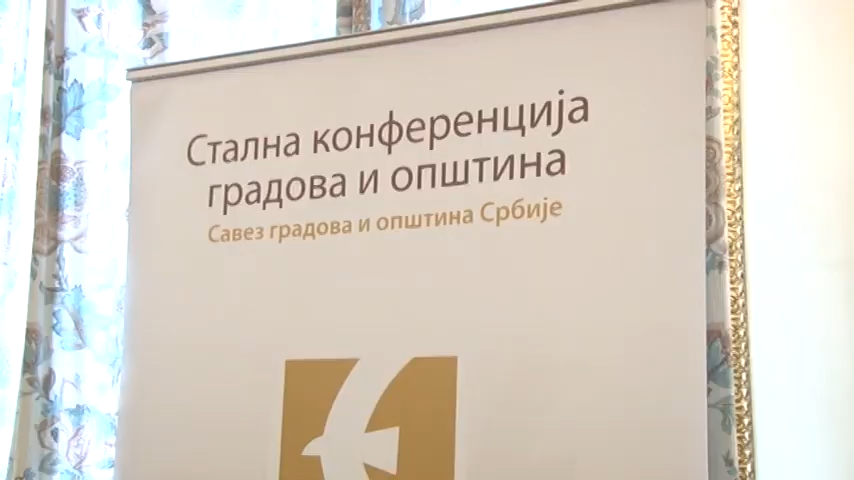 Стална конференција
градова и општина
Савез градова и општина Србије